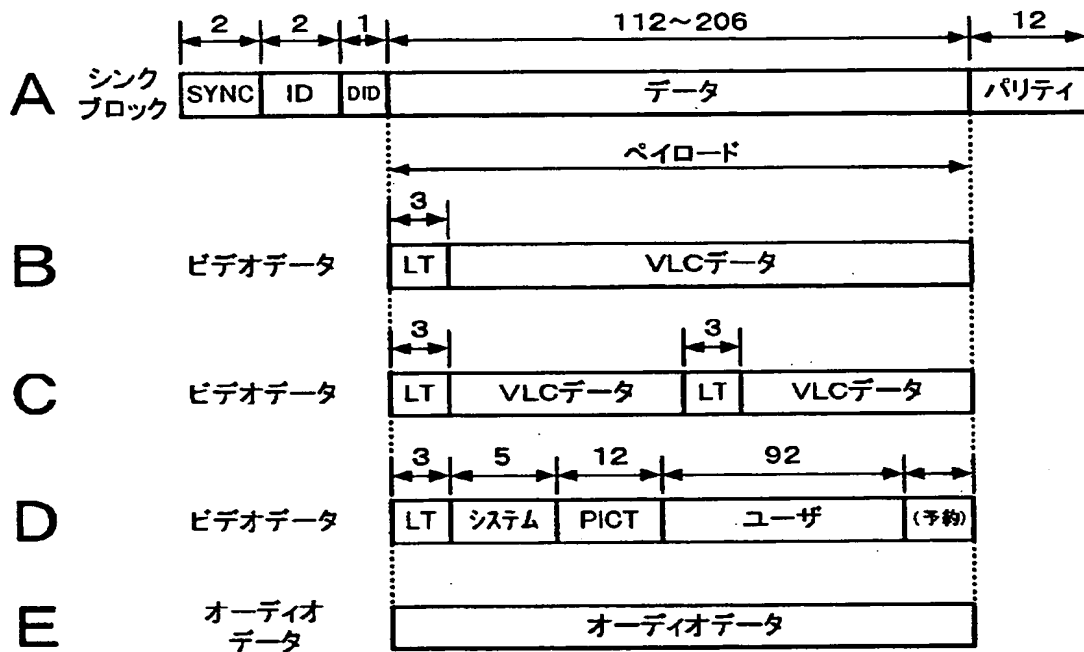 2 2 1 112〜206 12
A シンク ブロック SYNC ID DID データ パリティ
ペイロード
3
B ビデオデータ LT VLCデータ
3 3
C ビデオデータ LT VLCデータ LT VLCデータ
3 5 12 92
D ビデオデータ LT システム PICT ユーザ (予約)
E オーディオ データ オーディオデータ